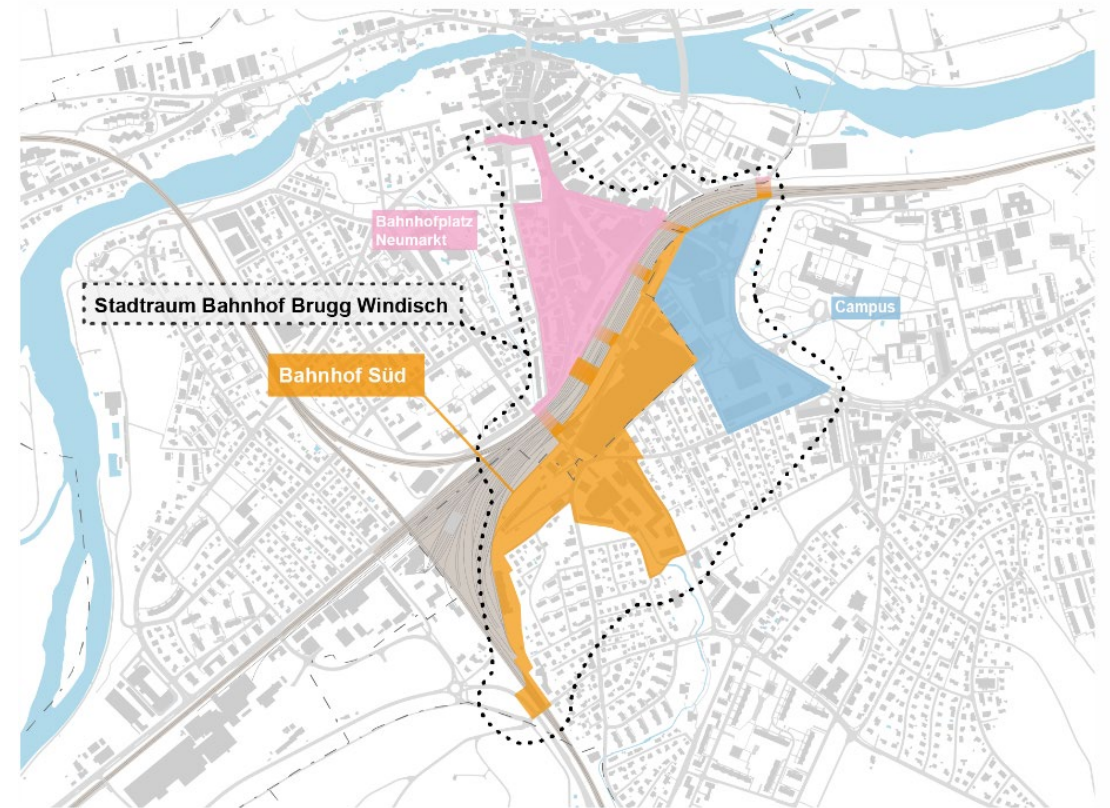 Bahnhofplatz
Neumarkt
Stadtraum Bahnhof Brugg Windisch
Campus
Bahnhof Süd